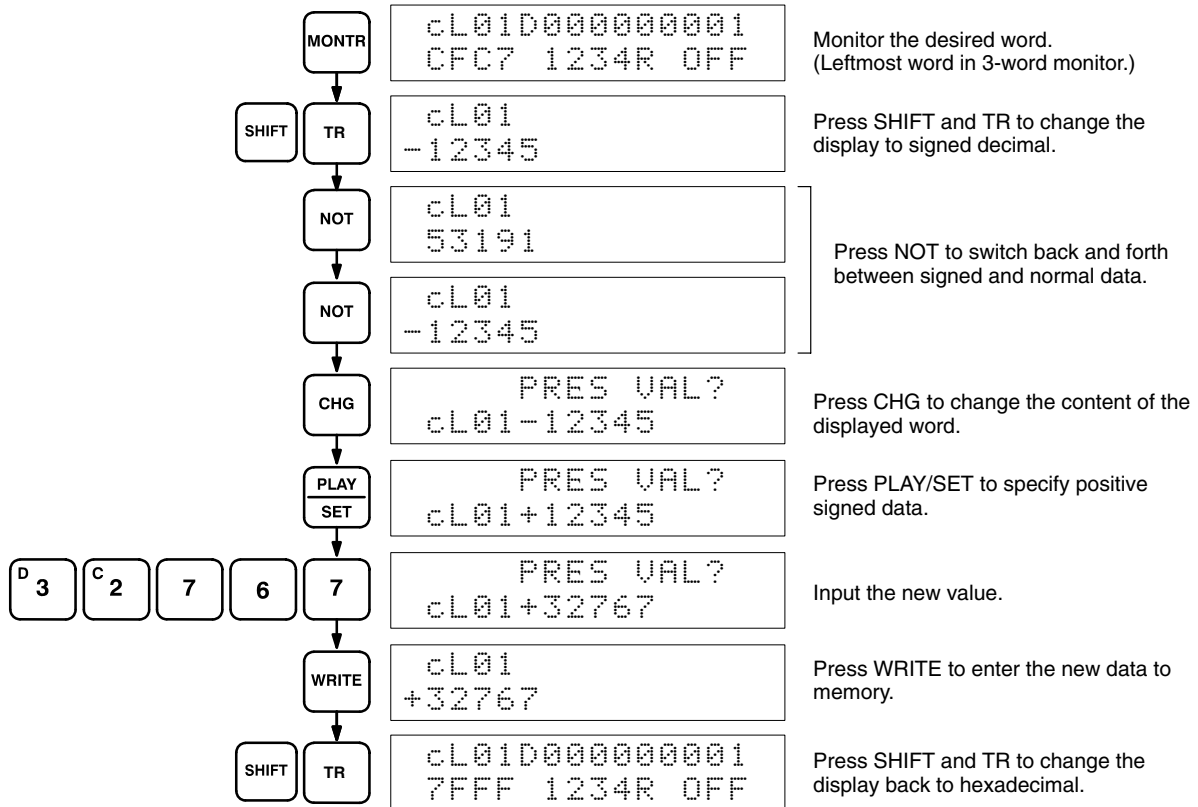 MONTR
cL01D000000001
CFC7 1234R OFF
Monitor the desired word.
(Leftmost word in 3-word monitor.)
SHIFT
TR
cL01
-12345
Press SHIFT and TR to change the
display to signed decimal.
NOT
cL01
53191
NOT
cL01
-12345
Press NOT to switch back and forth
between signed and normal data.
CHG
PRES VAL?
cL01-12345
Press CHG to change the content of the
displayed word.
PLAY
SET
PRES VAL?
cL01+12345
Press PLAY/SET to specify positive
signed data.
D 3
C 2
7
6
7
PRES VAL?
cL01+32767
Input the new value.
WRITE
cL01
+32767
Press WRITE to enter the new data to
memory.
SHIFT
TR
cL01D000000001
7FFF 1234R OFF
Press SHIFT and TR to change the
display back to hexadecimal.